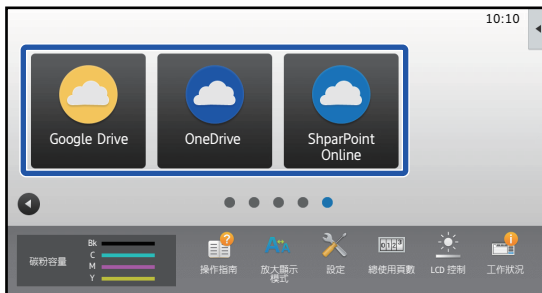 10:10
Google Drive
OneDrive
ShparPoint
Online
碳粉容量
Bk
C
M
Y
操作指南
放大顯示
模式
設定
總使用頁數
LCD 控制
工作狀況